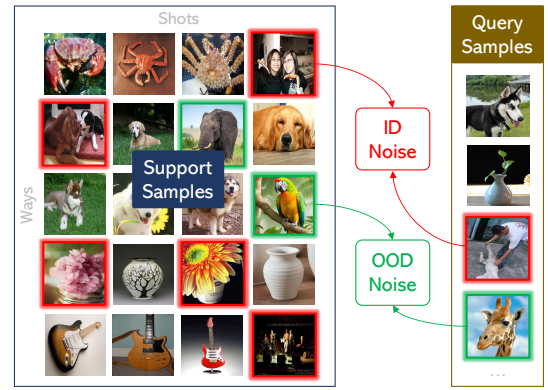 Shots
Query
Samples
Ways
Support
Samples
ID
Noise
OOD
Noise
...